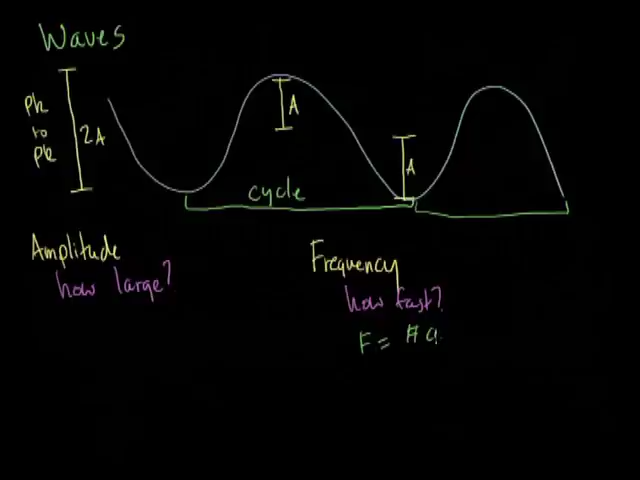 Waves
pk
to
pk
2A
A
A
cycle
Amplitude
how large?
Frequency
how fast?
F = #